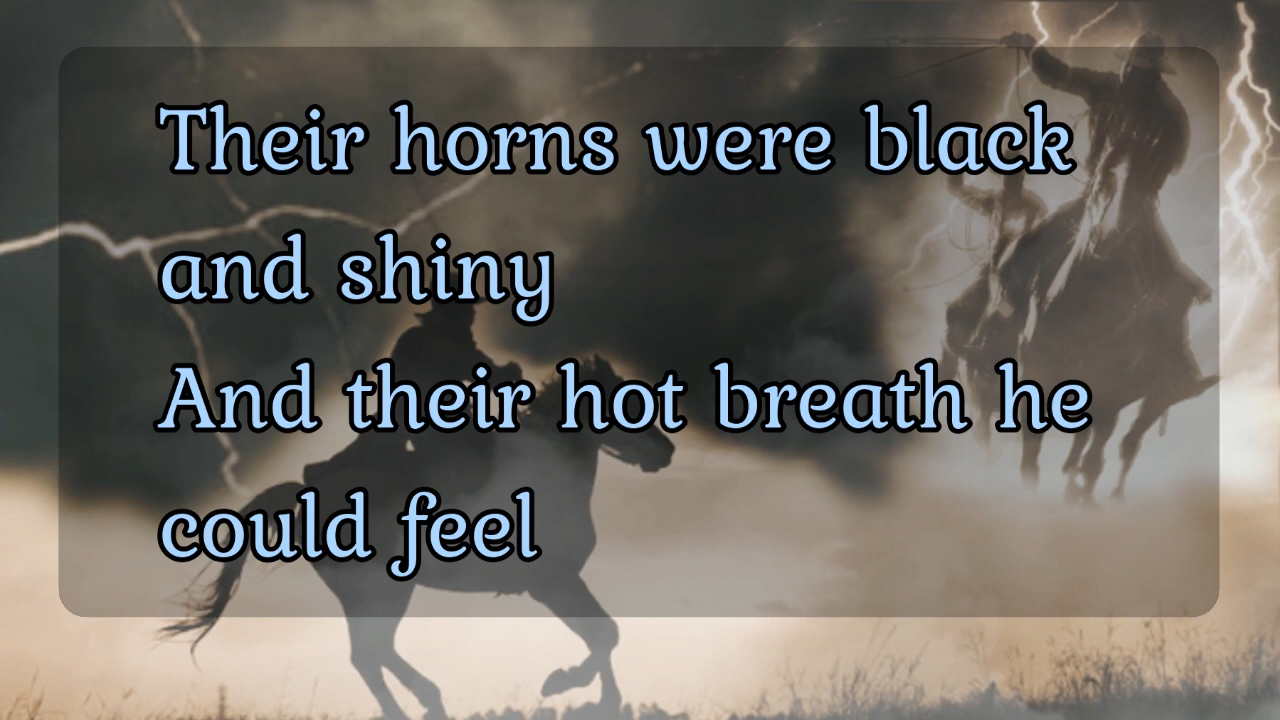 Their horns were black
and shiny
And their hot breath he
could feel